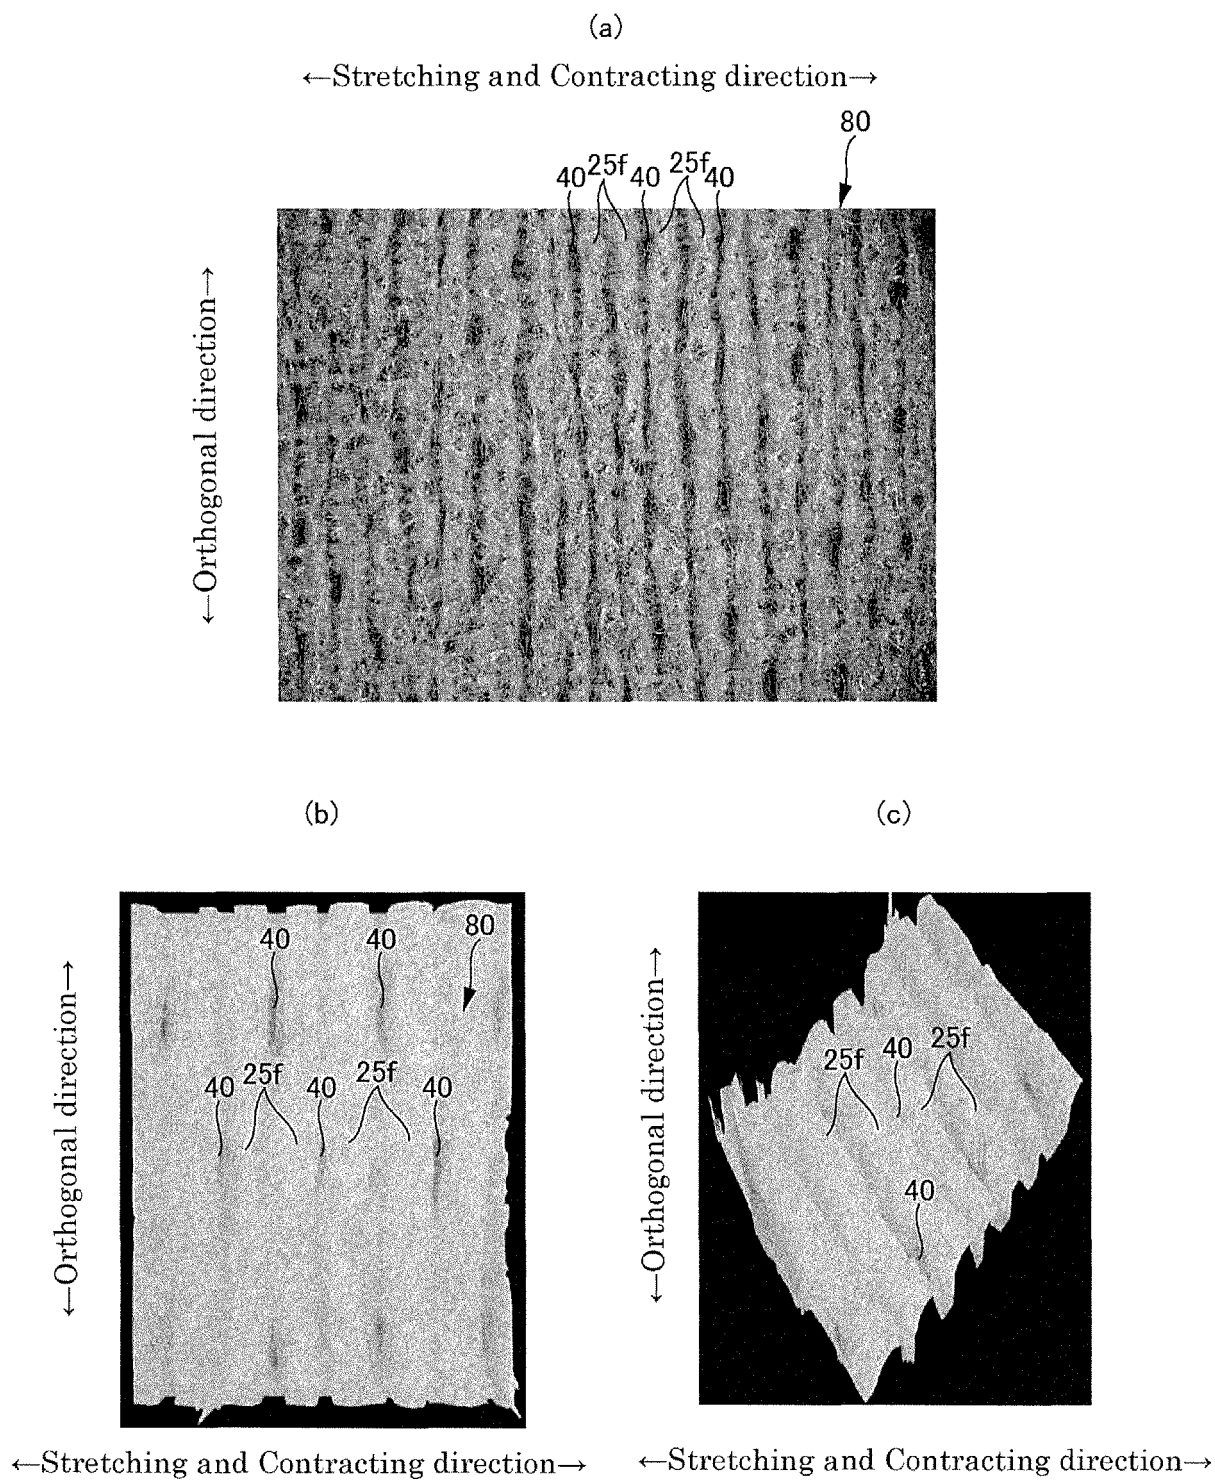 (a)
←Stretching and Contracting direction→
80
40 25f 40 25f 40
←Orthogonal direction→
(b)
(c)
40 40 80
40 25f 40 25f 40
←Orthogonal direction→
←Stretching and Contracting direction→
25f 40 25f
40
←Orthogonal direction→
←Stretching and Contracting direction→